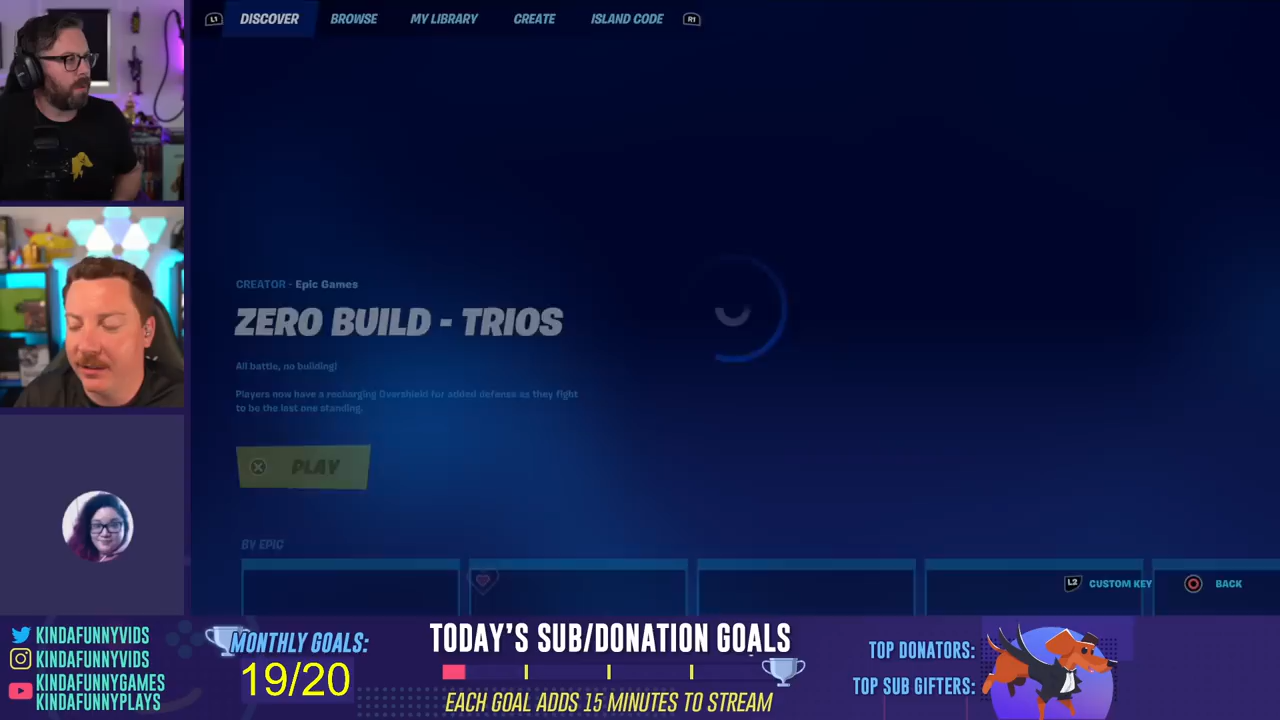 L1 DISCOVER BROWSE MY LIBRARY CREATE ISLAND CODE R1
CREATOR - Epic Games
ZERO BUILD - TRIOS
All battle, no building!
Players now have a recharging Overshield for added defense as they fight
to be the last one standing.
PLAY
BY EPIC
L2 CUSTOM KEY BACK
KINDAFUNNYVIDS
KINDAFUNNYVIDS
KINDAFUNNYGAMES
KINDAFUNNYPLAYS
MONTHLY GOALS:
19/20
TODAY'S SUB/DONATION GOALS
EACH GOAL ADDS 15 MINUTES TO STREAM
TOP DONATORS:
TOP SUB GIFTERS: